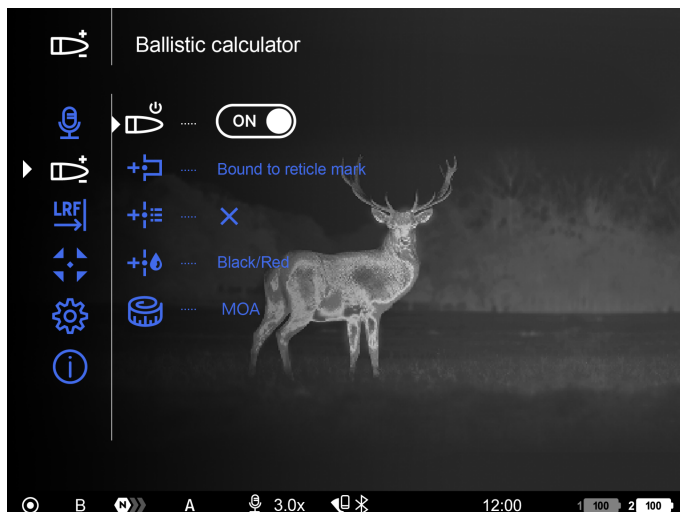 Ballistic calculator
ON
Bound to reticle mark
LRF
Black/Red
MOA
i
B N A 3.0x 12:00 1 100 2 100